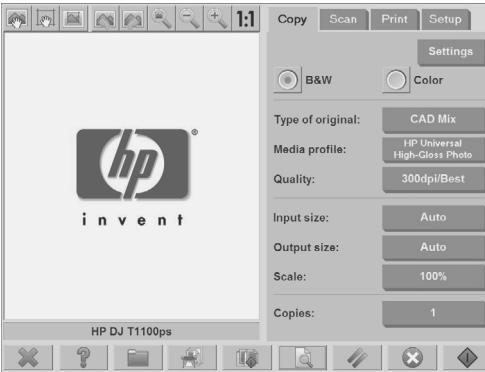 1:1
Copy
Scan
Print
Setup
Settings
B&W
Color
Type of original:
CAD Mix
Media profile:
HP Universal
High-Gloss Photo
Quality:
300dpi/Best
Input size:
Auto
Output size:
Auto
Scale:
100%
Copies:
1
hp
®
invent
HP DJ T1100ps
?